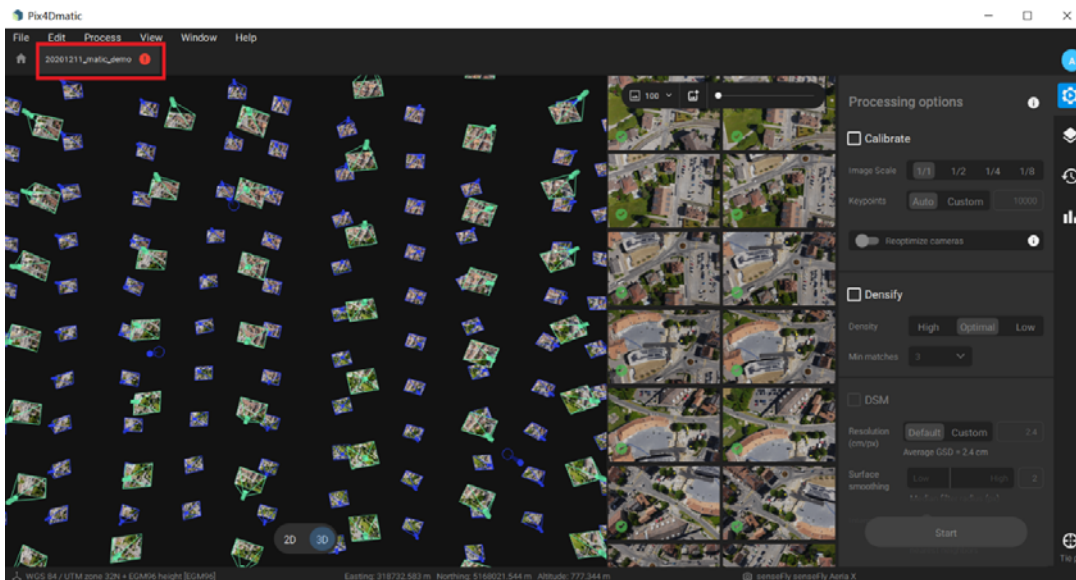 Pix4Dmatic
File Edit Process View Window Help
20201211_matic_demo
A
100
Processing options
Calibrate
Image Scale 1/1 1/2 1/4 1/8
Keypoints Auto Custom 10000
Reoptimize cameras
Densify
Density High Optimal Low
Min matches 3
DSM
Resolution (cm/px) Default Custom 2.4
Average GSD = 2.4 cm
Surface smoothing Low High 2
2D 3D
Start
Tie p
WGS 84 / UTM zone 32N + EGM96 height [EGM96] Easting: 318732.583 m Northing: 5168021.544 m Altitude: 777.344 m senseFly senseFly Aeria X